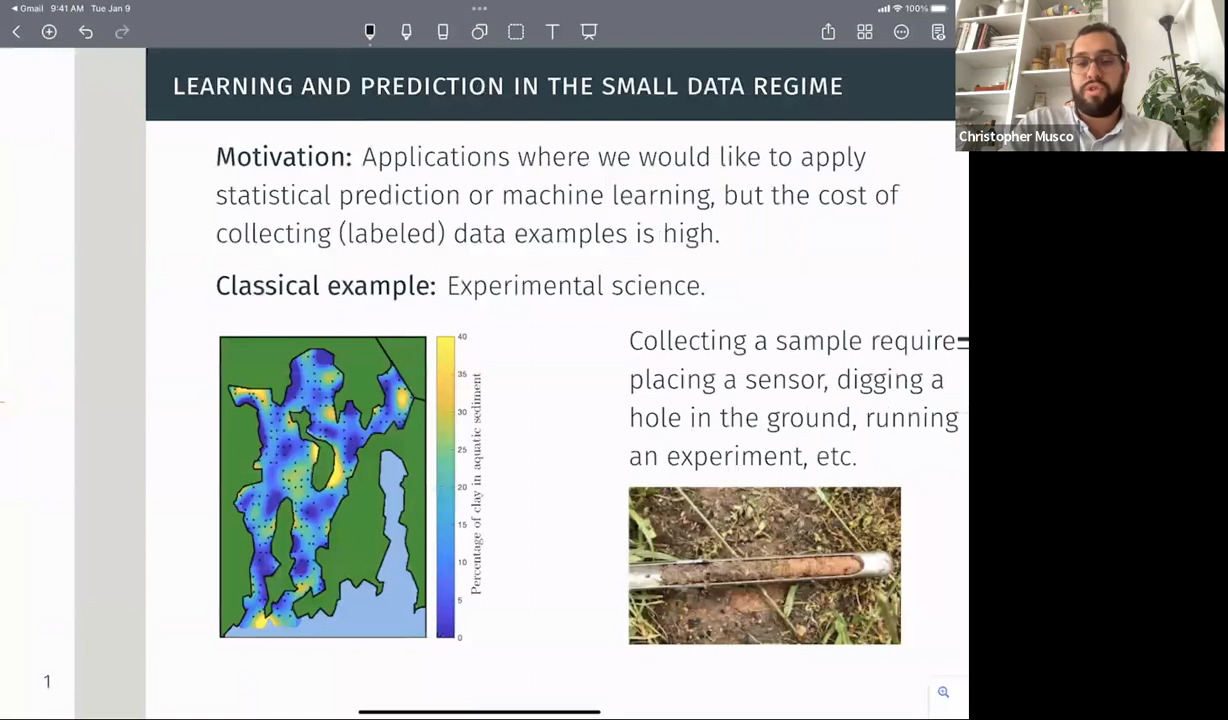 Gmail 9:41 AM Tue Jan 9
100%
LEARNING AND PREDICTION IN THE SMALL DATA REGIME
Christopher Musco
Motivation: Applications where we would like to apply
statistical prediction or machine learning, but the cost of
collecting (labeled) data examples is high.
Classical example: Experimental science.
40
35
30
25
20
15
10
5
0
Percentage of clay in aquatic sediment
Collecting a sample require
placing a sensor, digging a
hole in the ground, running
an experiment, etc.
1